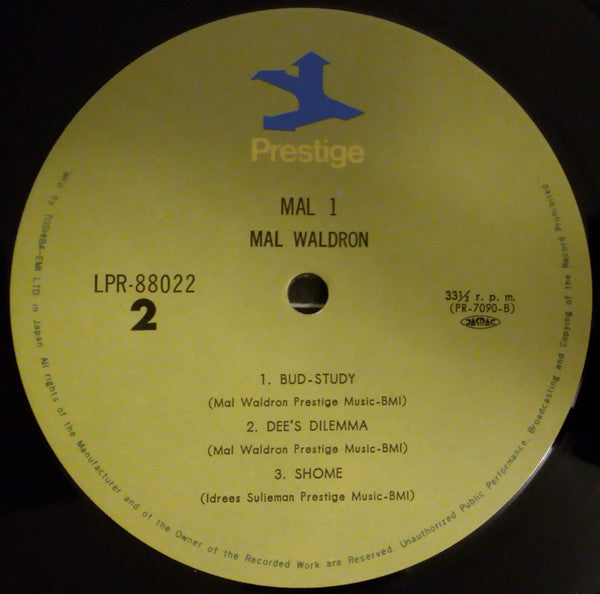 Prestige
MAL 1
MAL WALDRON
LPR-88022
2
33⅓ r. p. m.
(PR-7090-B)
JASRAC
1. BUD-STUDY
(Mal Waldron Prestige Music-BMI)
2. DEE'S DILEMMA
(Mal Waldron Prestige Music-BMI)
3. SHOME
(Idrees Sulieman Prestige Music-BMI)
Mfd by TOSHIBA-EMI LTD. in Japan. All rights of the Manufacturer and of the Owner of the Recorded Work are Reserved. Unauthorized Public Performance, Broadcasting and Copying of the Record Prohibited.